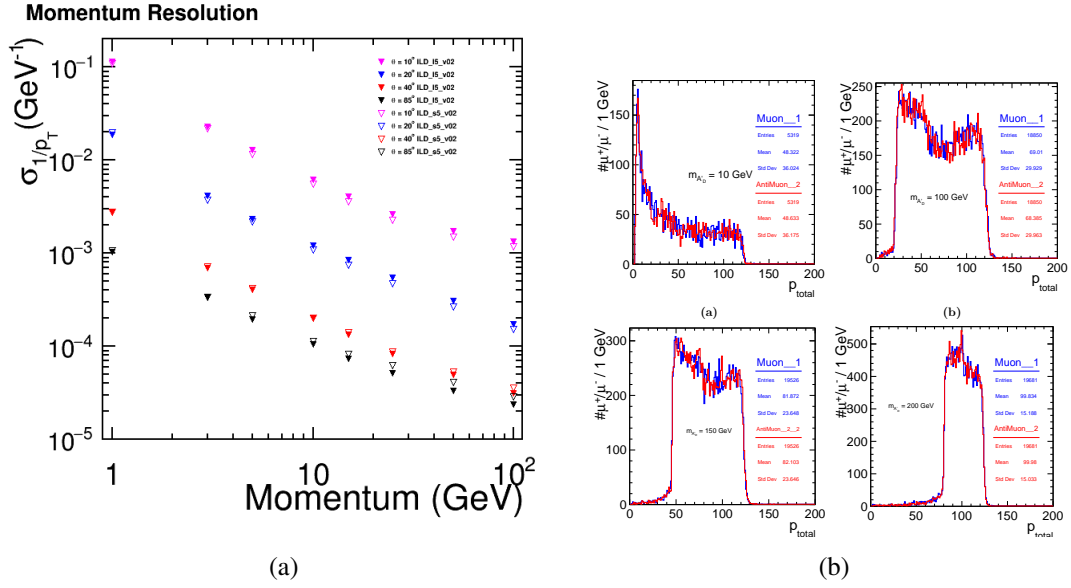 Momentum Resolution
σ1/pT (GeV-1)
10−1
10−2
10−3
10−4
10−5
1
10
10²
Momentum (GeV)
θ = 10° ILD_l5_v02
θ = 20° ILD_l5_v02
θ = 40° ILD_l5_v02
θ = 85° ILD_l5_v02
θ = 10° ILD_s5_v02
θ = 20° ILD_s5_v02
θ = 40° ILD_s5_v02
θ = 85° ILD_s5_v02
(a)
#μ+/μ- / 1 GeV
150
100
50
0
0 50 100 150 200
ptotal
Muon__1
Entries 5319
Mean 48.322
Std Dev 36.024
AntiMuon__2
Entries 5319
Mean 48.633
Std Dev 36.175
= 10 GeV
(a)
#μ+/μ- / 1 GeV
250
200
150
100
50
0
0 50 100 150 200
ptotal
Muon__1
Entries 18850
Mean 69.01
Std Dev 29.929
AntiMuon__2
Entries 18850
Mean 68.385
Std Dev 29.963
= 100 GeV
(b)
#μ+/μ- / 1 GeV
300
200
100
0
0 50 100 150 200
ptotal
Muon__1
Entries 19526
Mean 81.872
Std Dev 23.648
AntiMuon__2__2
Entries 19526
Mean 82.103
Std Dev 23.646
= 150 GeV
#μ+/μ- / 1 GeV
500
400
300
200
100
0
0 50 100 150 200
ptotal
Muon__1
Entries 19681
Mean 99.834
Std Dev 15.188
AntiMuon__2
Entries 19681
Mean 99.99
Std Dev 15.033
= 200 GeV
(b)